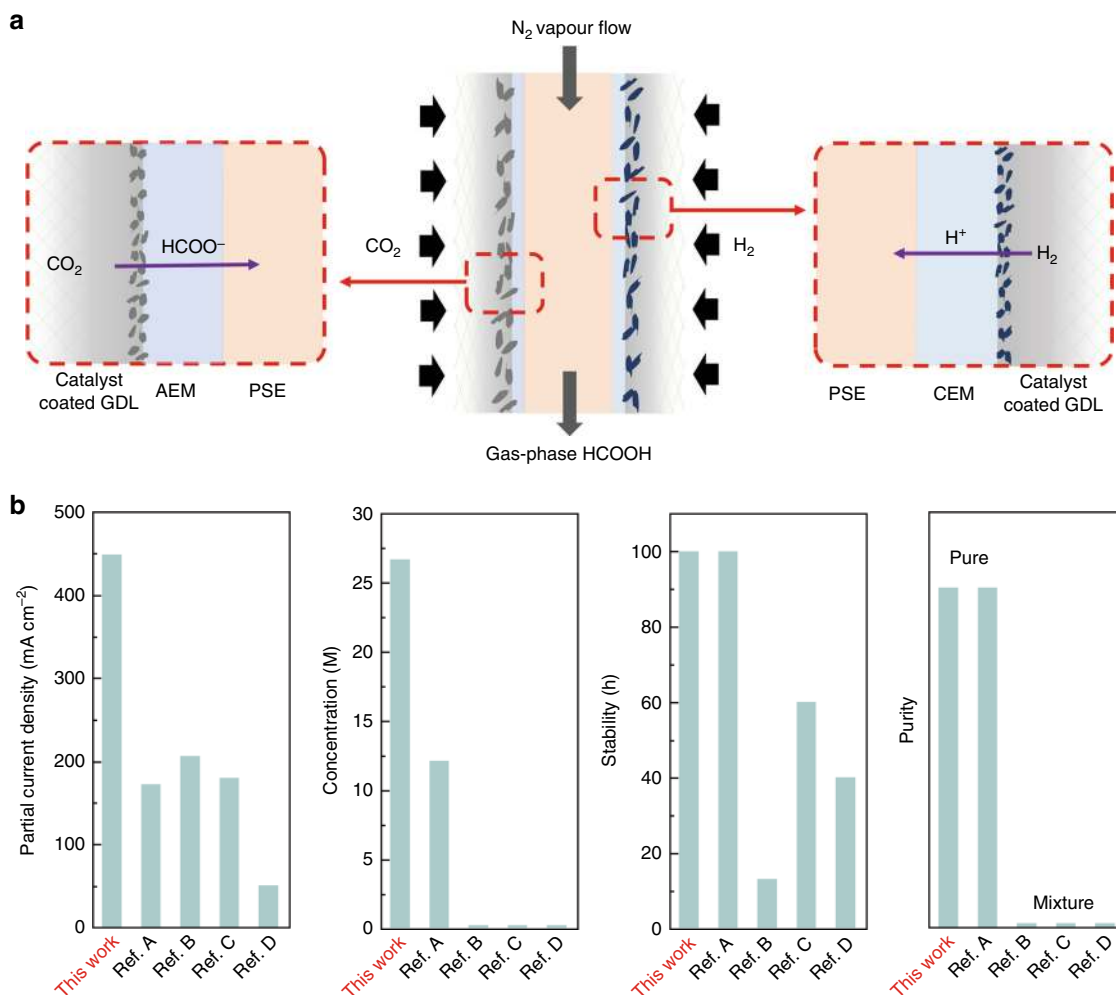 a
N₂ vapour flow
CO₂
HCOO⁻
Catalyst
coated GDL
AEM
PSE
CO₂
H₂
H⁺
H₂
PSE
CEM
Catalyst
coated GDL
Gas-phase HCOOH
b
Partial current density (mA cm⁻²)
500
400
300
200
100
0
This work
Ref. A
Ref. B
Ref. C
Ref. D
Concentration (M)
30
25
20
15
10
5
0
This work
Ref. A
Ref. B
Ref. C
Ref. D
Stability (h)
100
80
60
40
20
0
This work
Ref. A
Ref. B
Ref. C
Ref. D
Purity
Pure
Mixture
This work
Ref. A
Ref. B
Ref. C
Ref. D